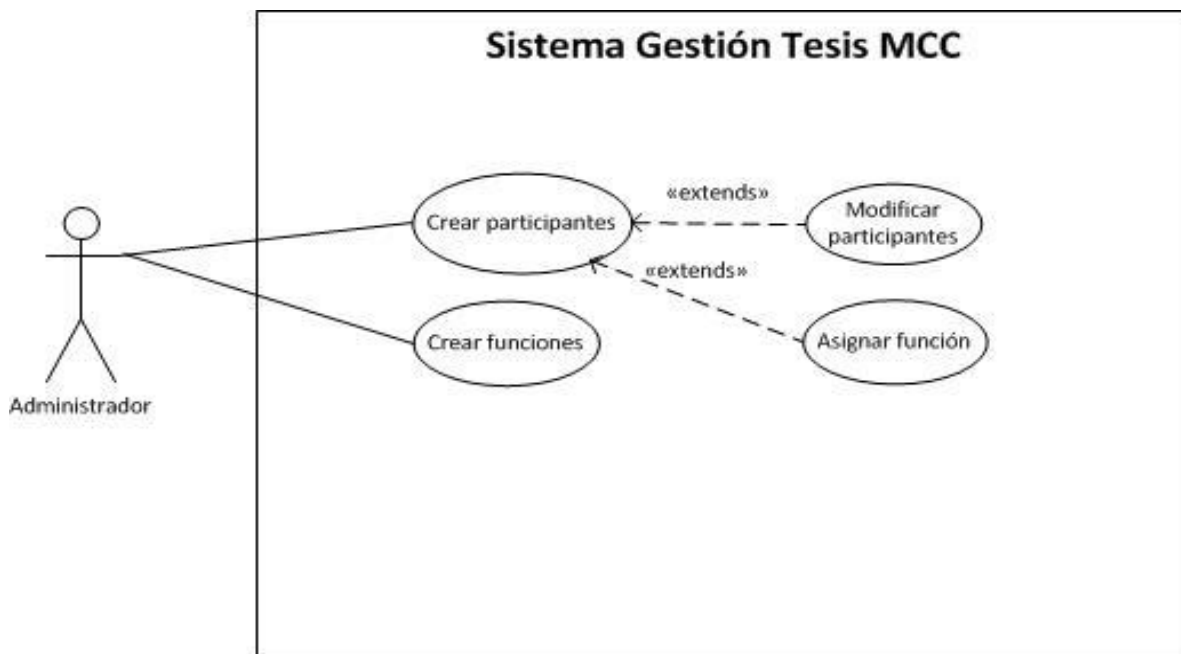 Sistema Gestión Tesis MCC
Crear participantes
«extends»
Modificar
participantes
«extends»
Crear funciones
Asignar función
Administrador